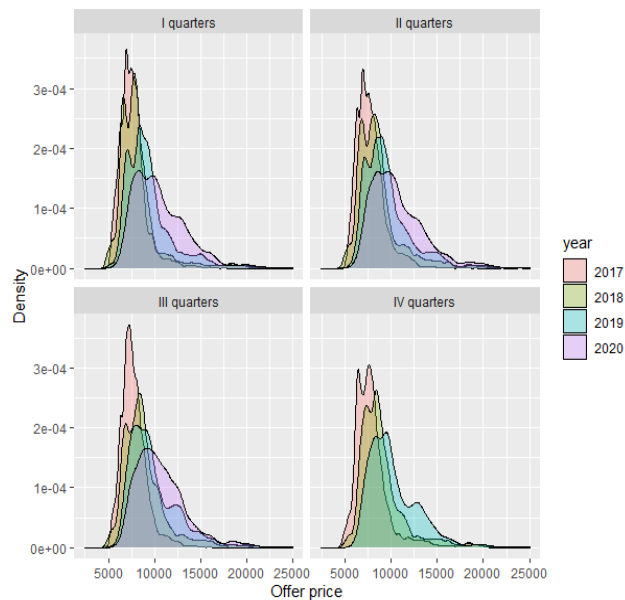 I quarters
II quarters
3e-04
2e-04
1e-04
0e+00
III quarters
IV quarters
3e-04
2e-04
1e-04
0e+00
5000 10000 15000 20000 25000
5000 10000 15000 20000 25000
Offer price
Density
year
2017
2018
2019
2020